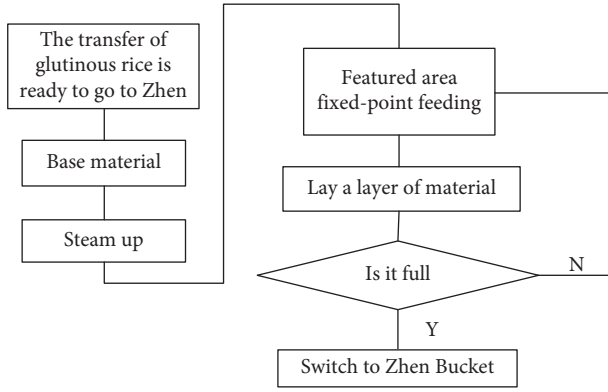 The transfer of
glutinous rice is
ready to go to Zhen
Base material
Steam up
Featured area
fixed-point feeding
Lay a layer of material
Is it full
N
Y
Switch to Zhen Bucket